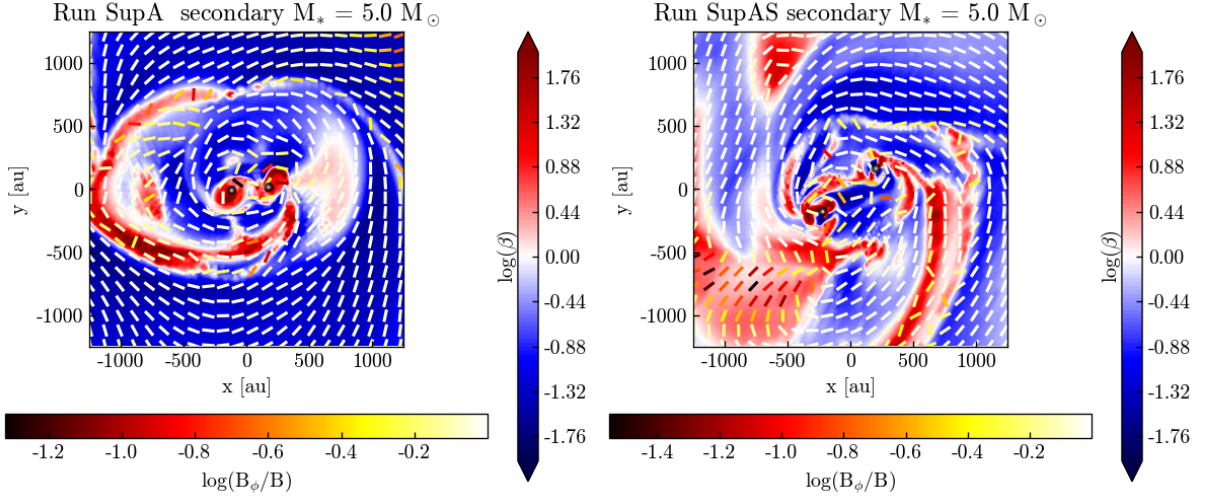 Run SupA secondary M* = 5.0 M⊙
y [au]
1000
500
0
-500
-1000
-1000 -500 0 500 1000
x [au]
1.76
1.32
0.88
0.44
0.00
-0.44
-0.88
-1.32
-1.76
log(β)
-1.2 -1.0 -0.8 -0.6 -0.4 -0.2
log(Bϕ/B)
Run SupAS secondary M* = 5.0 M⊙
y [au]
1000
500
0
-500
-1000
-1000 -500 0 500 1000
x [au]
1.76
1.32
0.88
0.44
0.00
-0.44
-0.88
-1.32
-1.76
log(β)
-1.4 -1.2 -1.0 -0.8 -0.6 -0.4 -0.2
log(Bϕ/B)